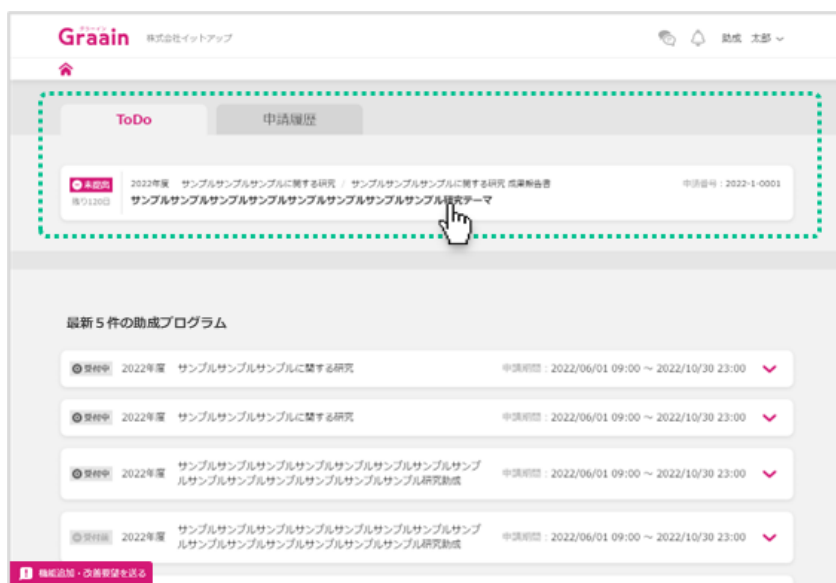 グラーイン
Graain 株式会社イットアップ 助成 太郎
ToDo 申請履歴
未提出 2022年度 サンプルサンプルサンプルに関する研究 / サンプルサンプルサンプルに関する研究 成果報告書 申請番号：2022-1-0001
残り120日 サンプルサンプルサンプルサンプルサンプルサンプルサンプルサンプル研究テーマ
最新５件の助成プログラム
受付中 2022年度 サンプルサンプルサンプルに関する研究 申請期間：2022/06/01 09:00 ～ 2022/10/30 23:00
受付中 2022年度 サンプルサンプルサンプルに関する研究 申請期間：2022/06/01 09:00 ～ 2022/10/30 23:00
サンプルサンプルサンプルサンプルサンプルサンプルサンプルサンプ
受付中 2022年度 ルサンプルサンプルサンプルサンプルサンプルサンプル研究助成 申請期間：2022/06/01 09:00 ～ 2022/10/30 23:00
サンプルサンプルサンプルサンプルサンプルサンプルサンプルサンプ
受付前 2022年度 ルサンプルサンプルサンプルサンプルサンプルサンプル研究助成 申請期間：2022/06/01 09:00 ～ 2022/10/30 23:00
機能追加・改善要望を送る